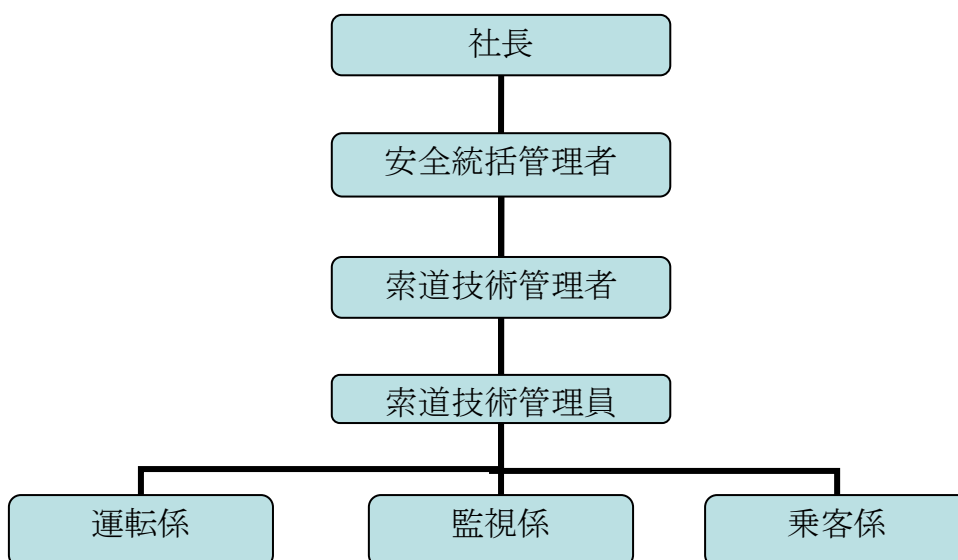 社長
安全統括管理者
索道技術管理者
索道技術管理員
運転係
監視係
乗客係